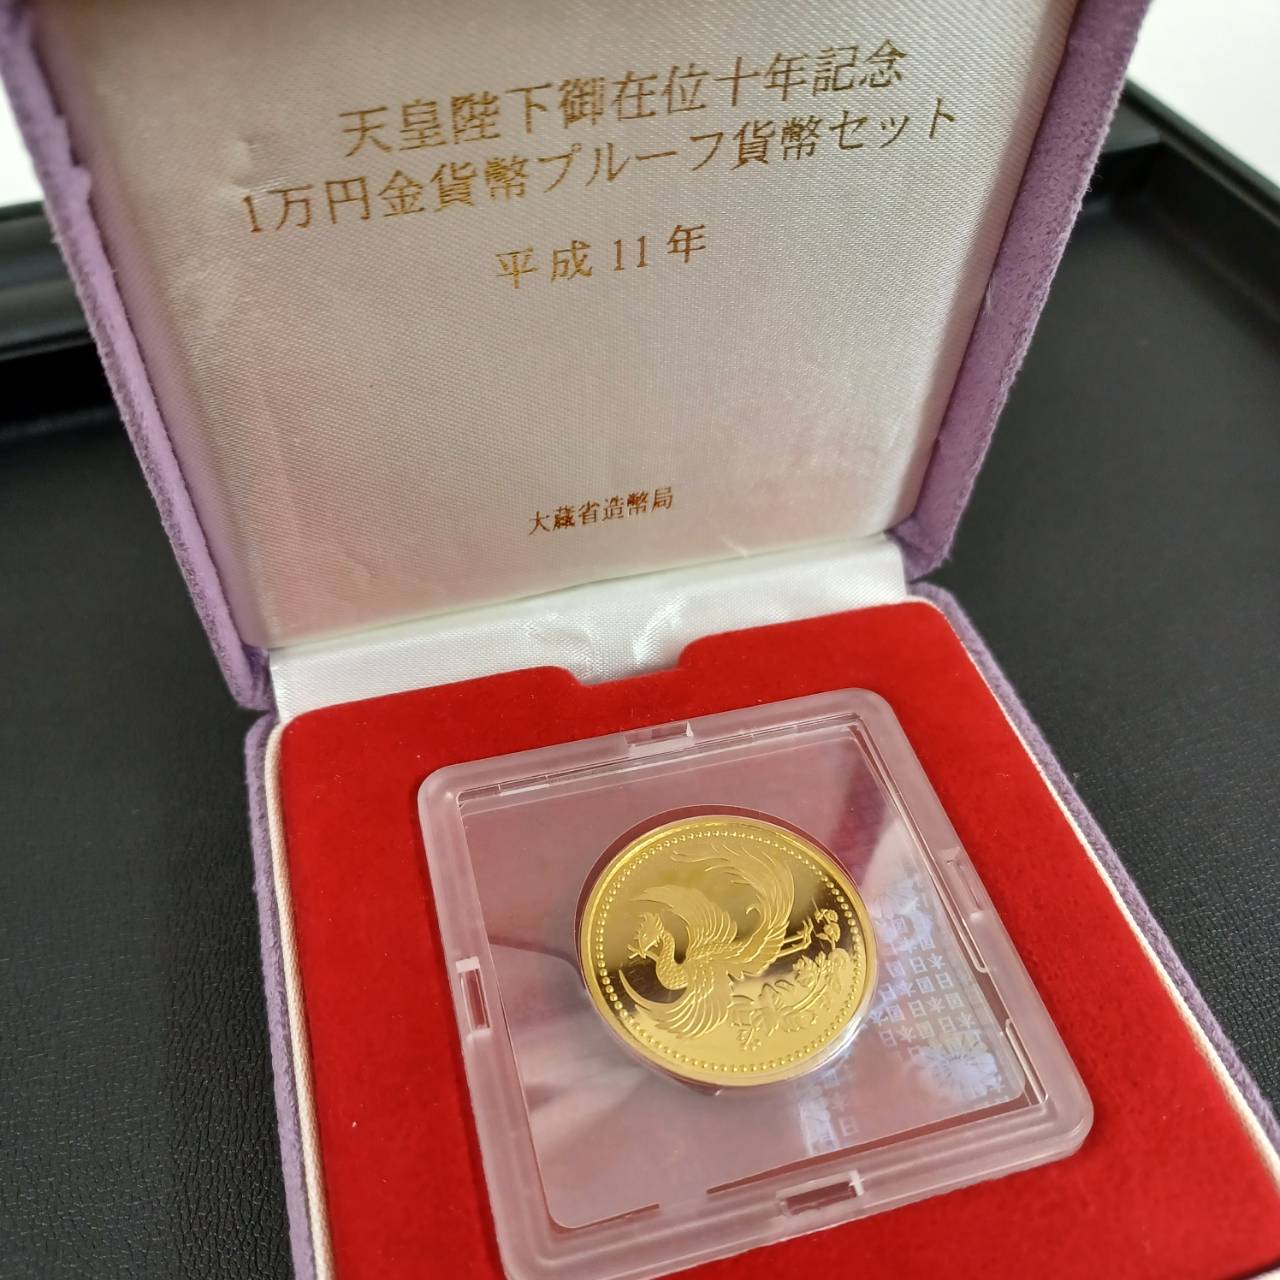 天皇陛下御在位十年記念
1万円金貨幣プルーフ貨幣セット
平成11年
大蔵省造幣局